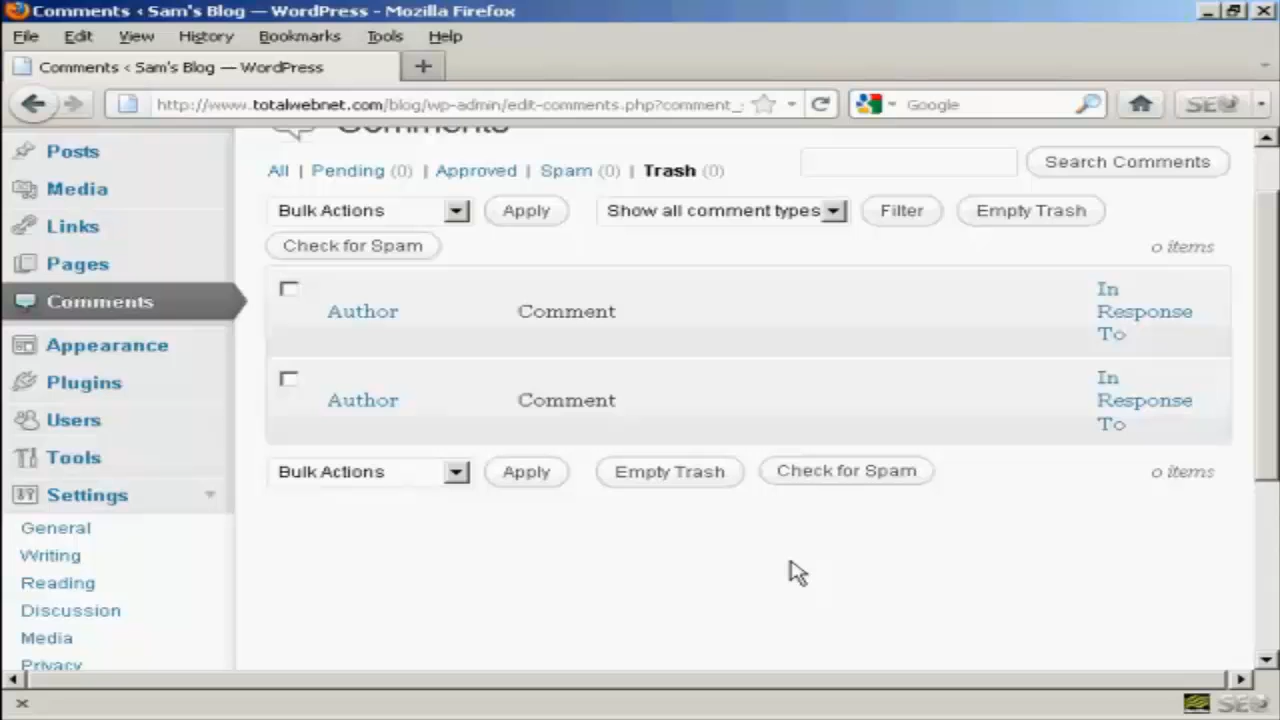 Comments ‹ Sam's Blog — WordPress - Mozilla Firefox
File Edit View History Bookmarks Tools Help
Comments ‹ Sam's Blog — WordPress
http://www.totalwebnet.com/blog/wp-admin/edit-comments.php?comment_ Google SEO
Comments
Posts
Media
Links
Pages
Comments
Appearance
Plugins
Users
Tools
Settings
General
Writing
Reading
Discussion
Media
Privacy
All | Pending (0) | Approved | Spam (0) | Trash (0) Search Comments
Bulk Actions Apply Show all comment types Filter Empty Trash
Check for Spam 0 items
Author Comment In Response To
Author Comment In Response To
Bulk Actions Apply Empty Trash Check for Spam 0 items
SEO